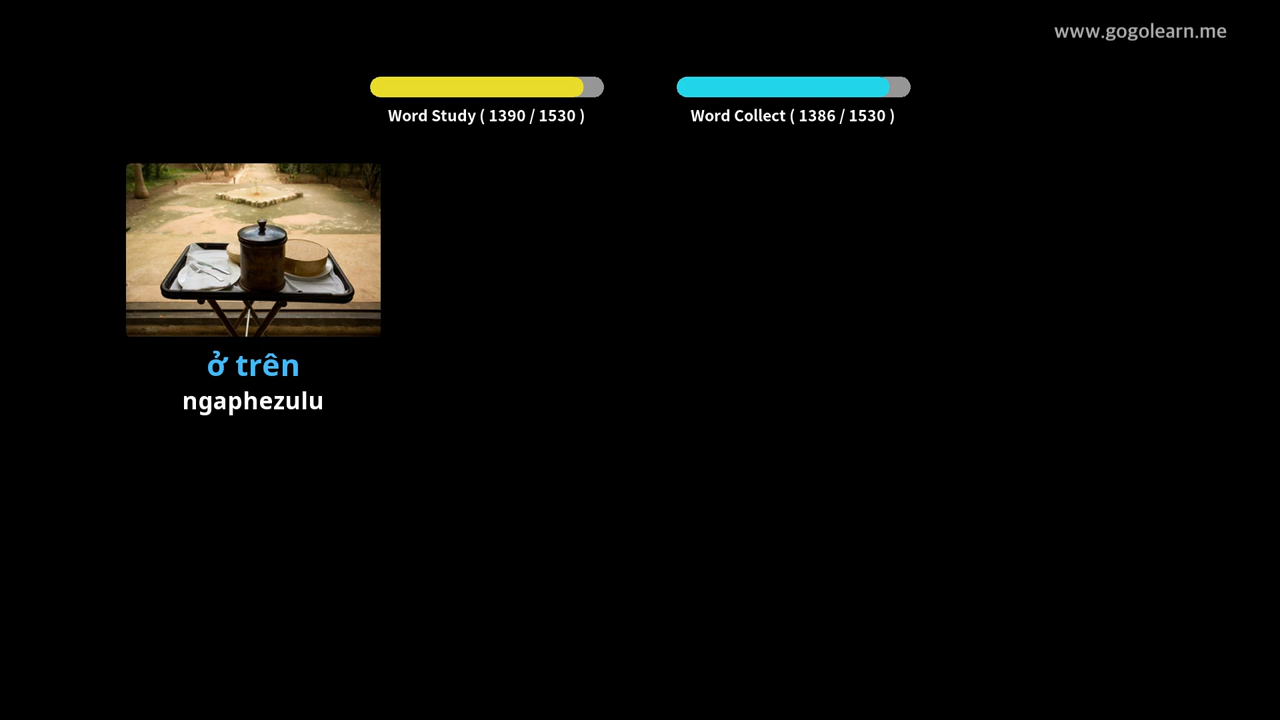 www.gogolearn.me
Word Study ( 1390 / 1530 )
Word Collect ( 1386 / 1530 )
ở trên
ngaphezulu